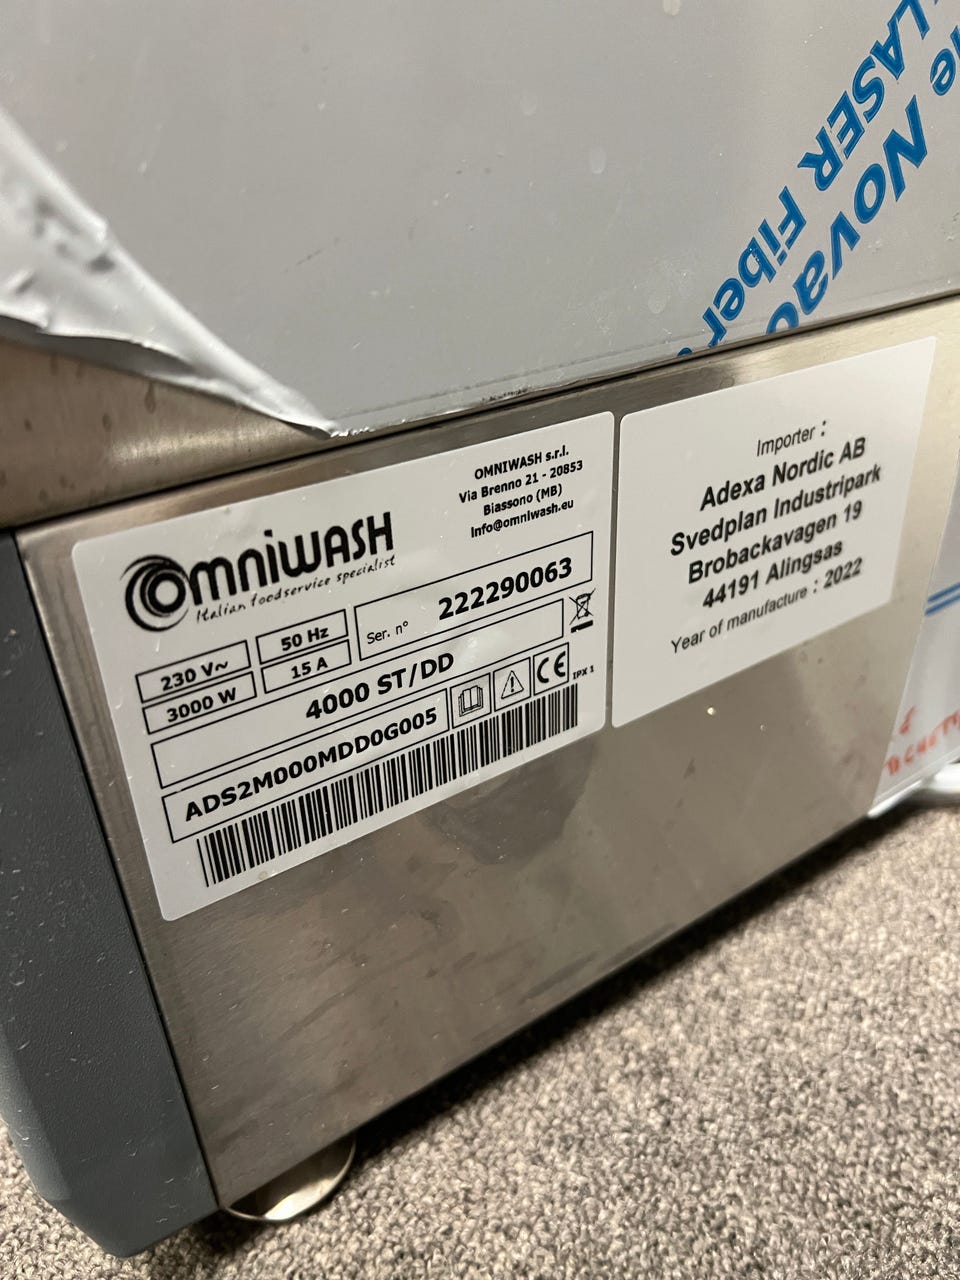 Nova
LASER Fiber
OMNIWASH s.r.l.
Via Brenno 21 - 20853
Biassono (MB)
Info@omniwash.eu
OMNIWASH
Italian foodservice specialist
230 V~
50 Hz
3000 W
15 A
Ser. n° 222290063
4000 ST/DD
ADS2M000MDD0G005
CE
IPX 1
Importer :
Adexa Nordic AB
Svedplan Industripark
Brobackavagen 19
44191 Alingsas
Year of manufacture : 2022